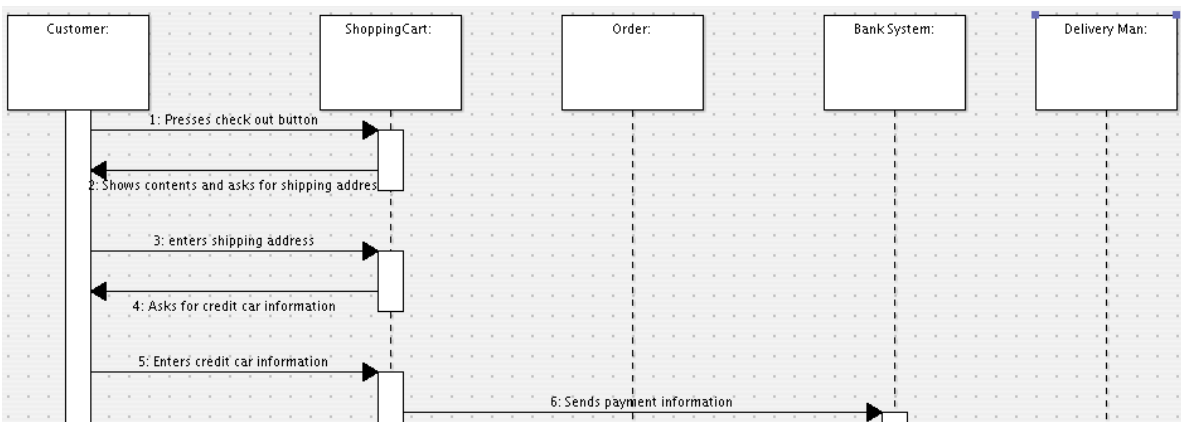 Customer:
ShoppingCart:
Order:
Bank System:
Delivery Man:
1: Presses check out button
2: Shows contents and asks for shipping addres
3: enters shipping address
4: Asks for credit car information
5: Enters credit car information
6: Sends payment information